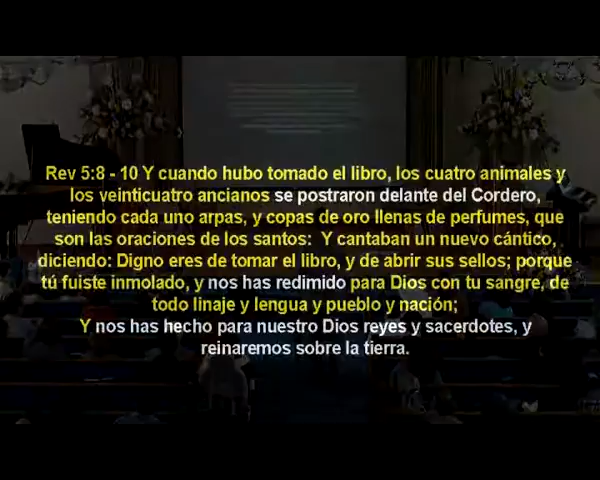 Rev 5:8 - 10 Y cuando hubo tomado el libro, los cuatro animales y
los veinticuatro ancianos se postraron delante del Cordero,
teniendo cada uno arpas, y copas de oro llenas de perfumes, que
son las oraciones de los santos:  Y cantaban un nuevo cántico,
diciendo: Digno eres de tomar el libro, y de abrir sus sellos; porque
tú fuiste inmolado, y nos has redimido para Dios con tu sangre, de
todo linaje y lengua y pueblo y nación;
Y nos has hecho para nuestro Dios reyes y sacerdotes, y
reinaremos sobre la tierra.